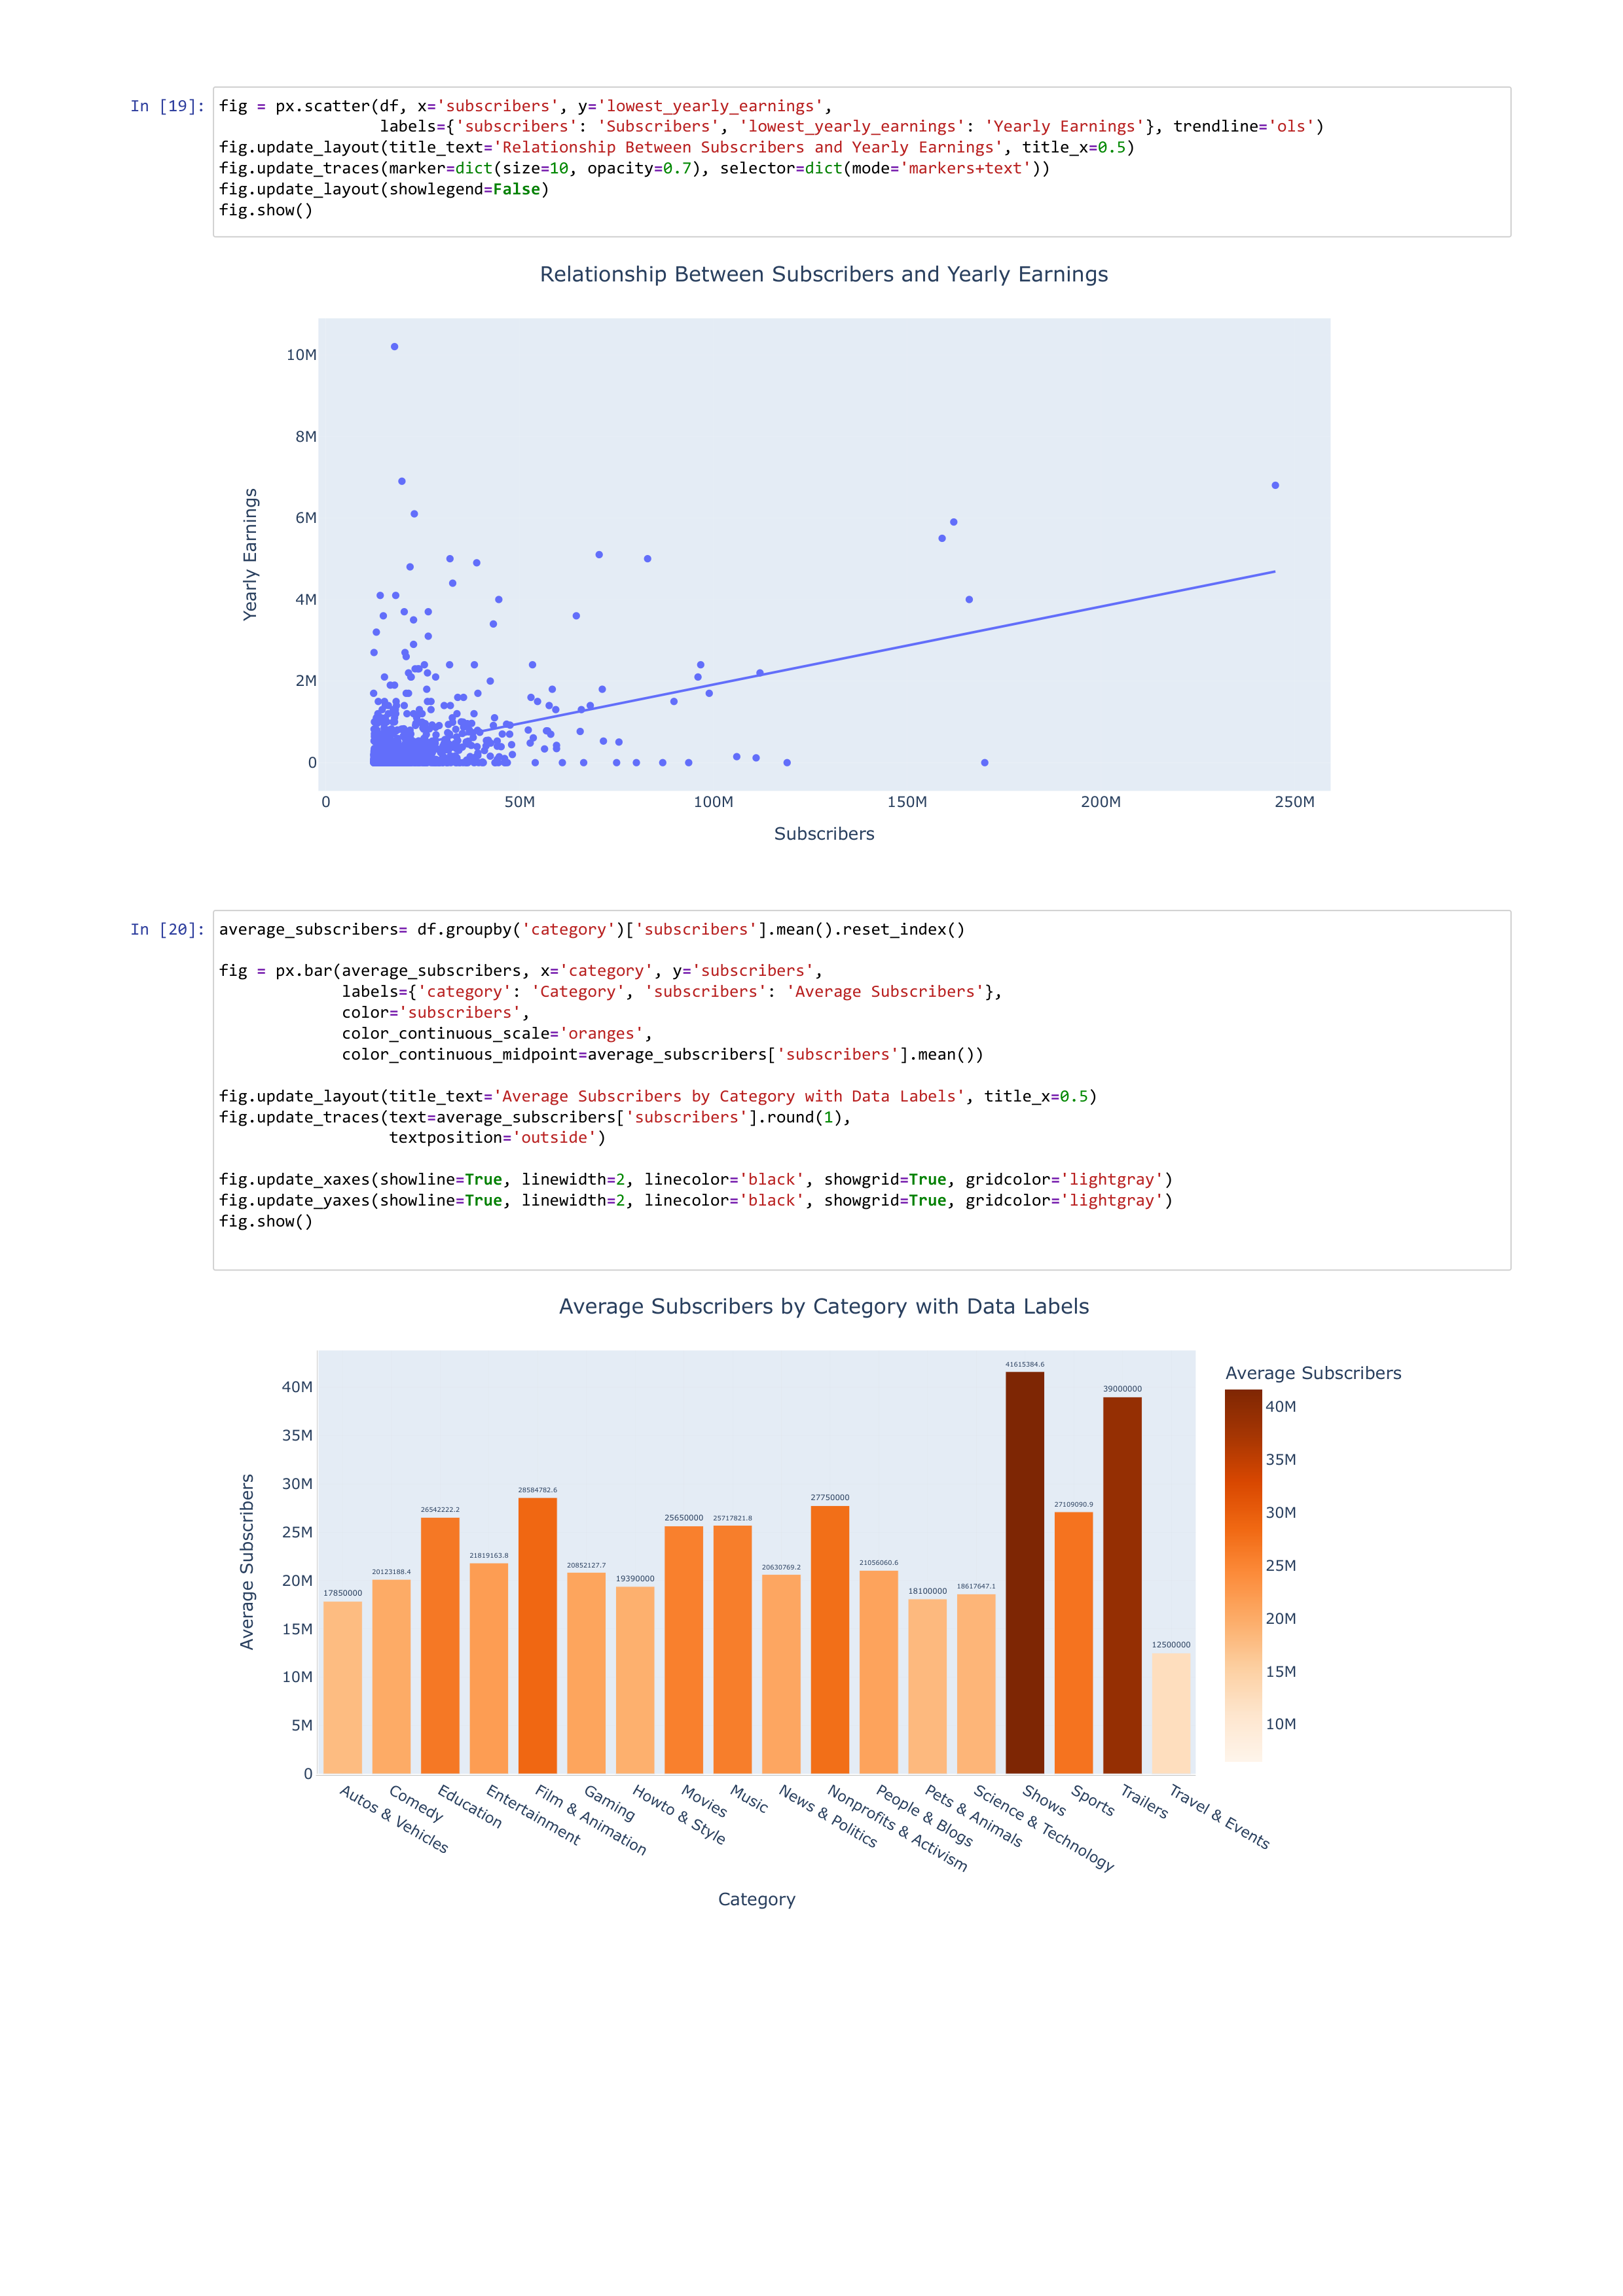 In [19]: fig = px.scatter(df, x='subscribers', y='lowest_yearly_earnings',
                 labels={'subscribers': 'Subscribers', 'lowest_yearly_earnings': 'Yearly Earnings'}, trendline='ols')
fig.update_layout(title_text='Relationship Between Subscribers and Yearly Earnings', title_x=0.5)
fig.update_traces(marker=dict(size=10, opacity=0.7), selector=dict(mode='markers+text'))
fig.update_layout(showlegend=False)
fig.show()
Relationship Between Subscribers and Yearly Earnings
10M
8M
6M
4M
2M
0
Yearly Earnings
0 50M 100M 150M 200M 250M
Subscribers
In [20]: average_subscribers= df.groupby('category')['subscribers'].mean().reset_index()
fig = px.bar(average_subscribers, x='category', y='subscribers',
             labels={'category': 'Category', 'subscribers': 'Average Subscribers'},
             color='subscribers',
             color_continuous_scale='oranges',
             color_continuous_midpoint=average_subscribers['subscribers'].mean())
fig.update_layout(title_text='Average Subscribers by Category with Data Labels', title_x=0.5)
fig.update_traces(text=average_subscribers['subscribers'].round(1),
                  textposition='outside')
fig.update_xaxes(showline=True, linewidth=2, linecolor='black', showgrid=True, gridcolor='lightgray')
fig.update_yaxes(showline=True, linewidth=2, linecolor='black', showgrid=True, gridcolor='lightgray')
fig.show()
Average Subscribers by Category with Data Labels
40M
35M
30M
25M
20M
15M
10M
5M
0
Average Subscribers
17850000
20123188.4
26542222.2
21819163.8
28584782.6
20852127.7
19390000
25650000
25717821.8
20630769.2
27750000
21056060.6
18100000
18617647.1
41615384.6
27109090.9
39000000
12500000
Autos & Vehicles
Comedy
Education
Entertainment
Film & Animation
Gaming
Howto & Style
Movies
Music
News & Politics
Nonprofits & Activism
People & Blogs
Pets & Animals
Science & Technology
Shows
Sports
Trailers
Travel & Events
Category
Average Subscribers
40M
35M
30M
25M
20M
15M
10M